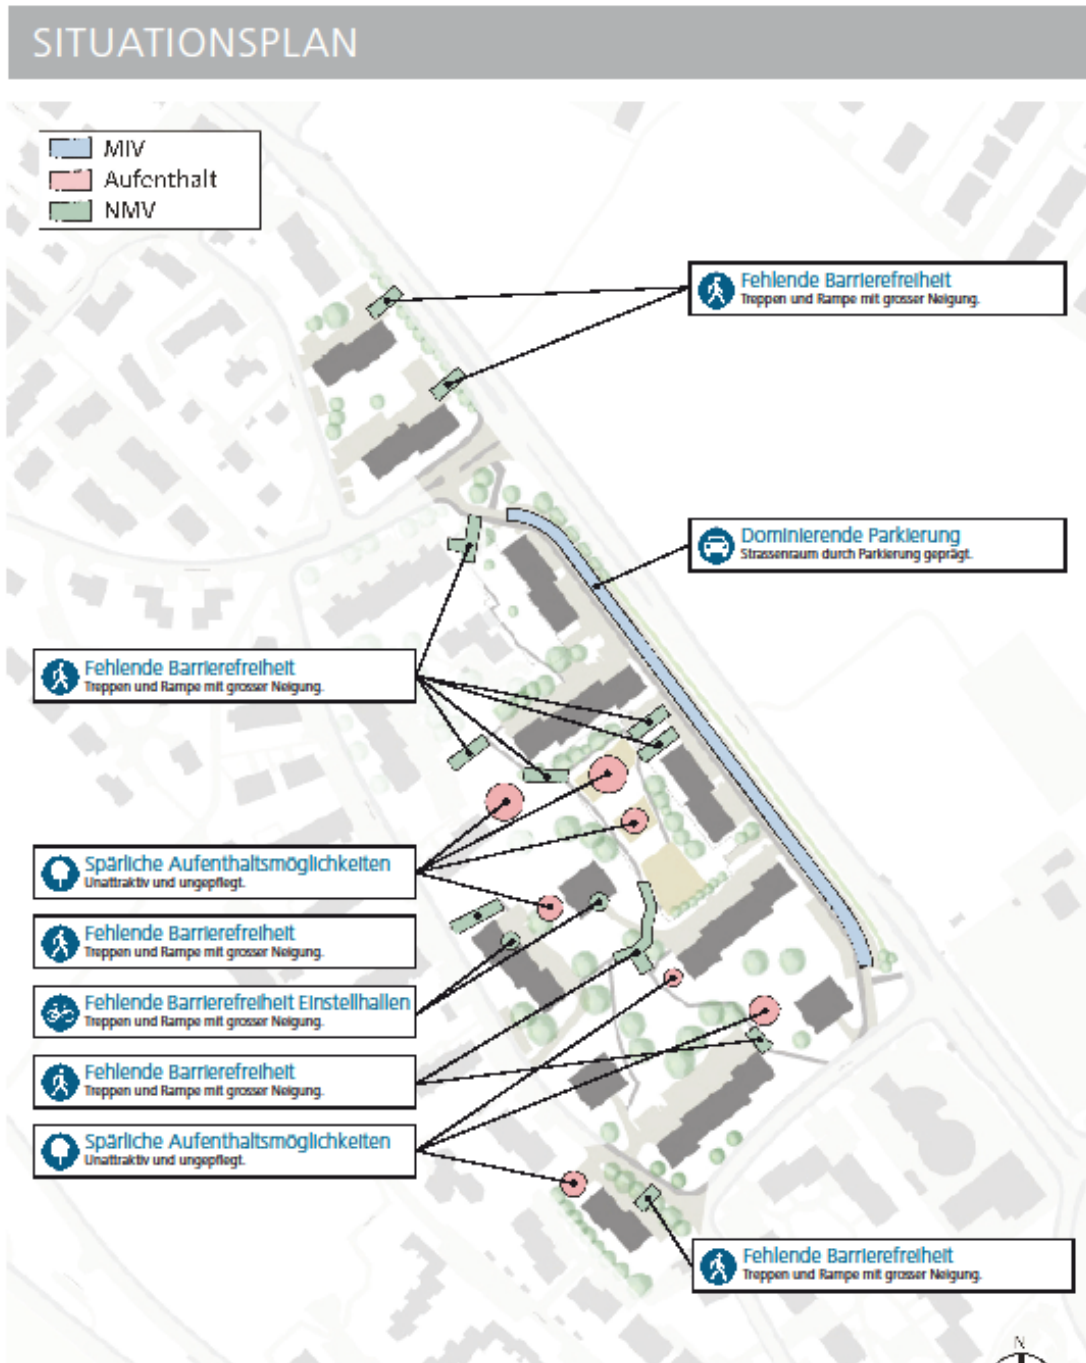 SITUATIONSPLAN
MIV
Aufenthalt
NMV
Fehlende Barrierefreiheit
Treppen und Rampe mit grosser Neigung.
Dominierende Parkierung
Strassenraum durch Parkierung geprägt.
Fehlende Barrierefreiheit
Treppen und Rampe mit grosser Neigung.
Spärliche Aufenthaltsmöglichkeiten
Unattraktiv und ungepflegt.
Fehlende Barrierefreiheit
Treppen und Rampe mit grosser Neigung.
Fehlende Barrierefreiheit Einstellhallen
Treppen und Rampe mit grosser Neigung.
Fehlende Barrierefreiheit
Treppen und Rampe mit grosser Neigung.
Spärliche Aufenthaltsmöglichkeiten
Unattraktiv und ungepflegt.
Fehlende Barrierefreiheit
Treppen und Rampe mit grosser Neigung.
N